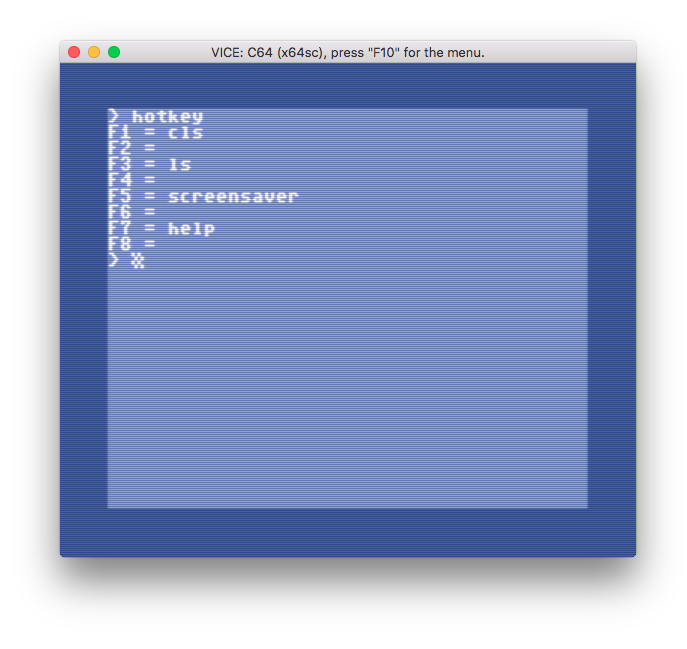 VICE: C64 (x64sc), press "F10" for the menu.
> hotkey
F1 = cls
F2 =
F3 = ls
F4 =
F5 = screensaver
F6 =
F7 = help
F8 =
>